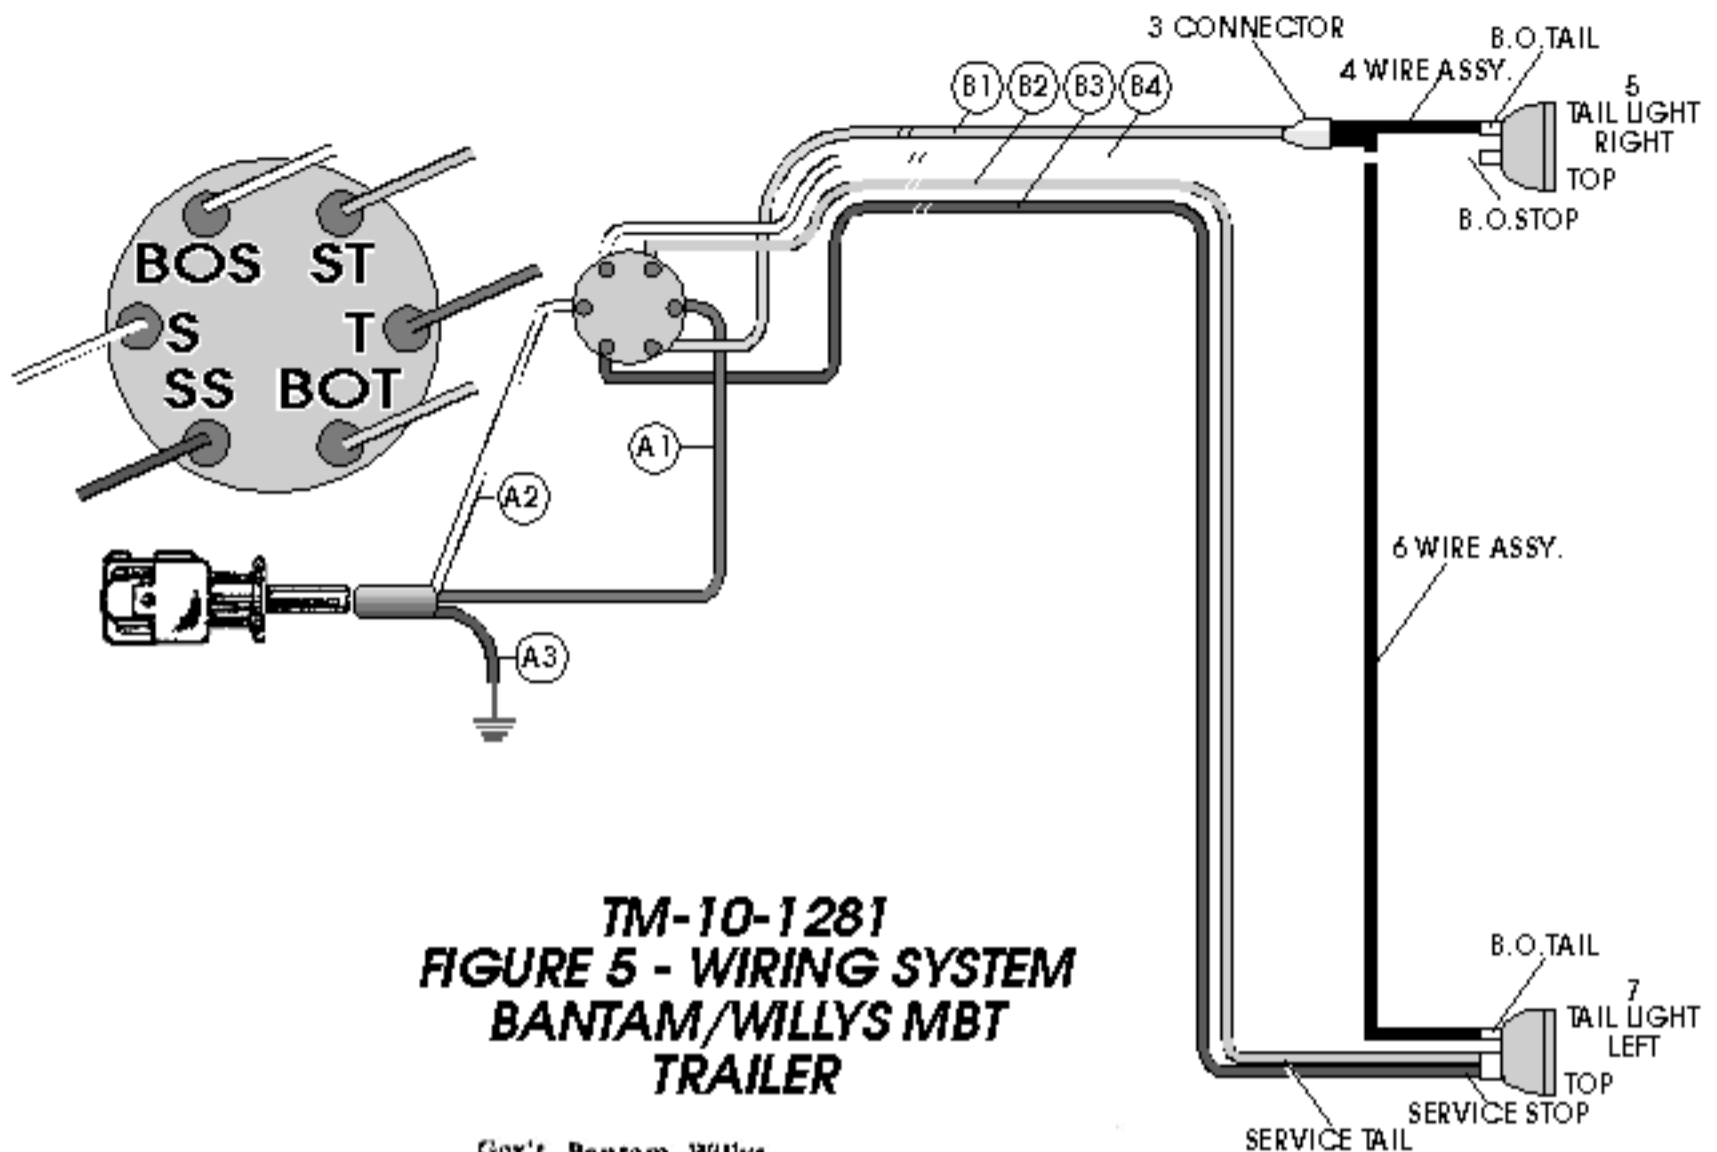 3 CONNECTOR
B.O.TAIL
4 WIRE ASSY.
5
TAIL LIGHT
RIGHT
TOP
B.O.STOP
B1 B2 B3 B4
BOS ST
S T
SS BOT
A1
A2
A3
6 WIRE ASSY.
TM-10-1281
FIGURE 5 - WIRING SYSTEM
BANTAM/WILLYS MBT
TRAILER
B.O.TAIL
7
TAIL LIGHT
LEFT
TOP
SERVICE STOP
SERVICE TAIL